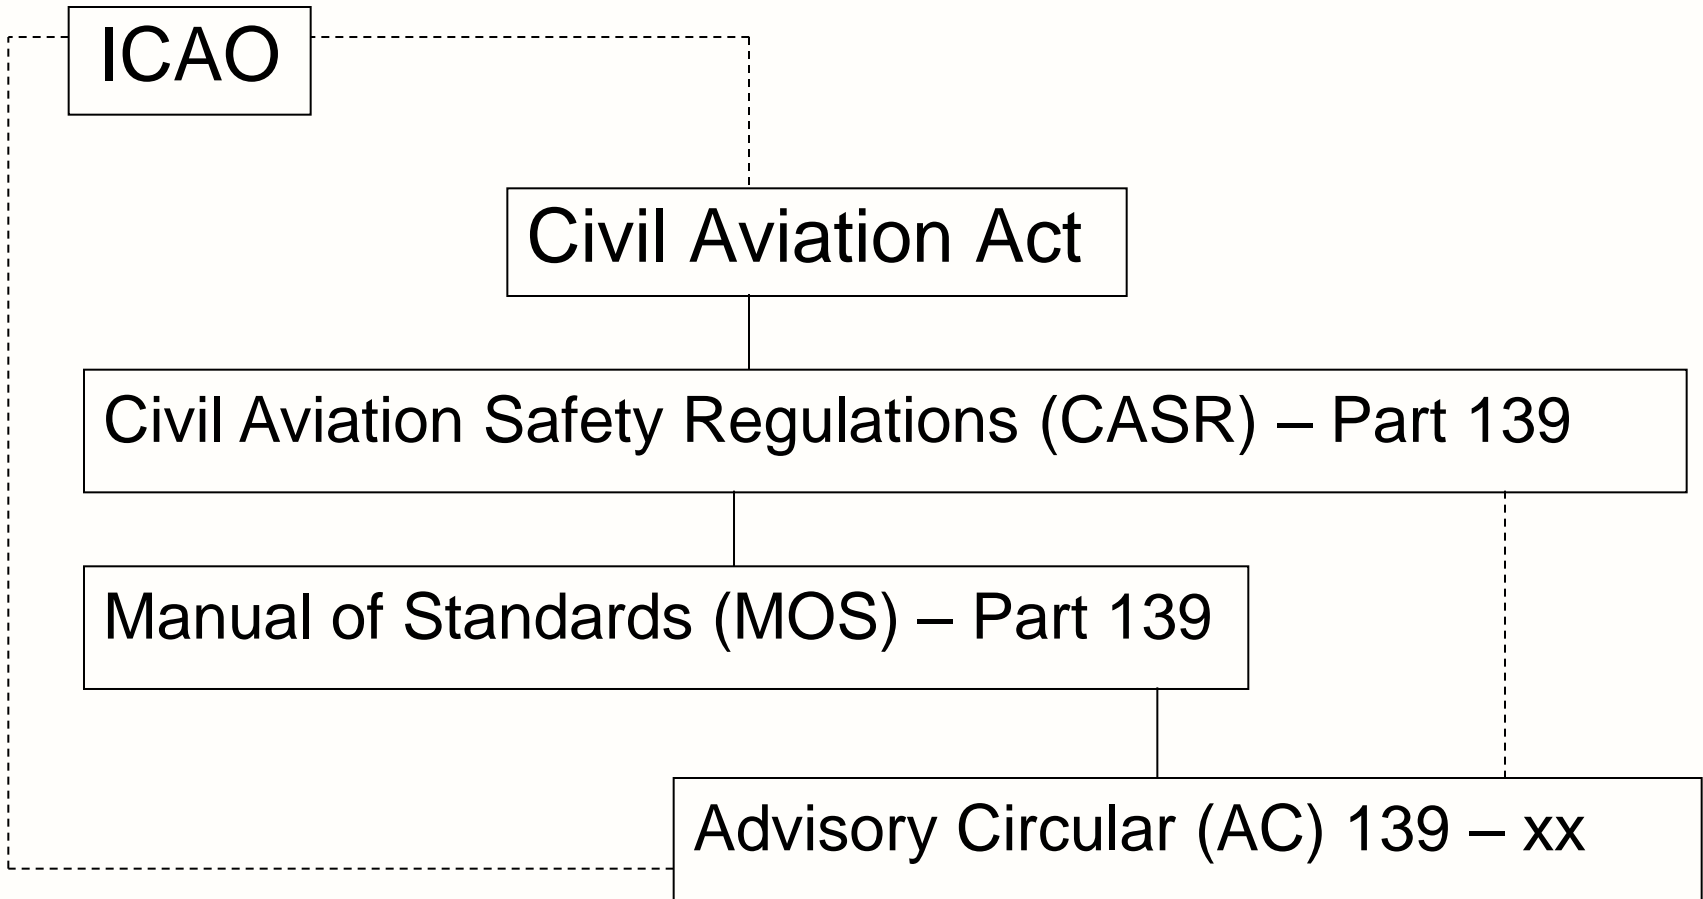 ICAO
Civil Aviation Act
Civil Aviation Safety Regulations (CASR) – Part 139
Manual of Standards (MOS) – Part 139
Advisory Circular (AC) 139 – xx